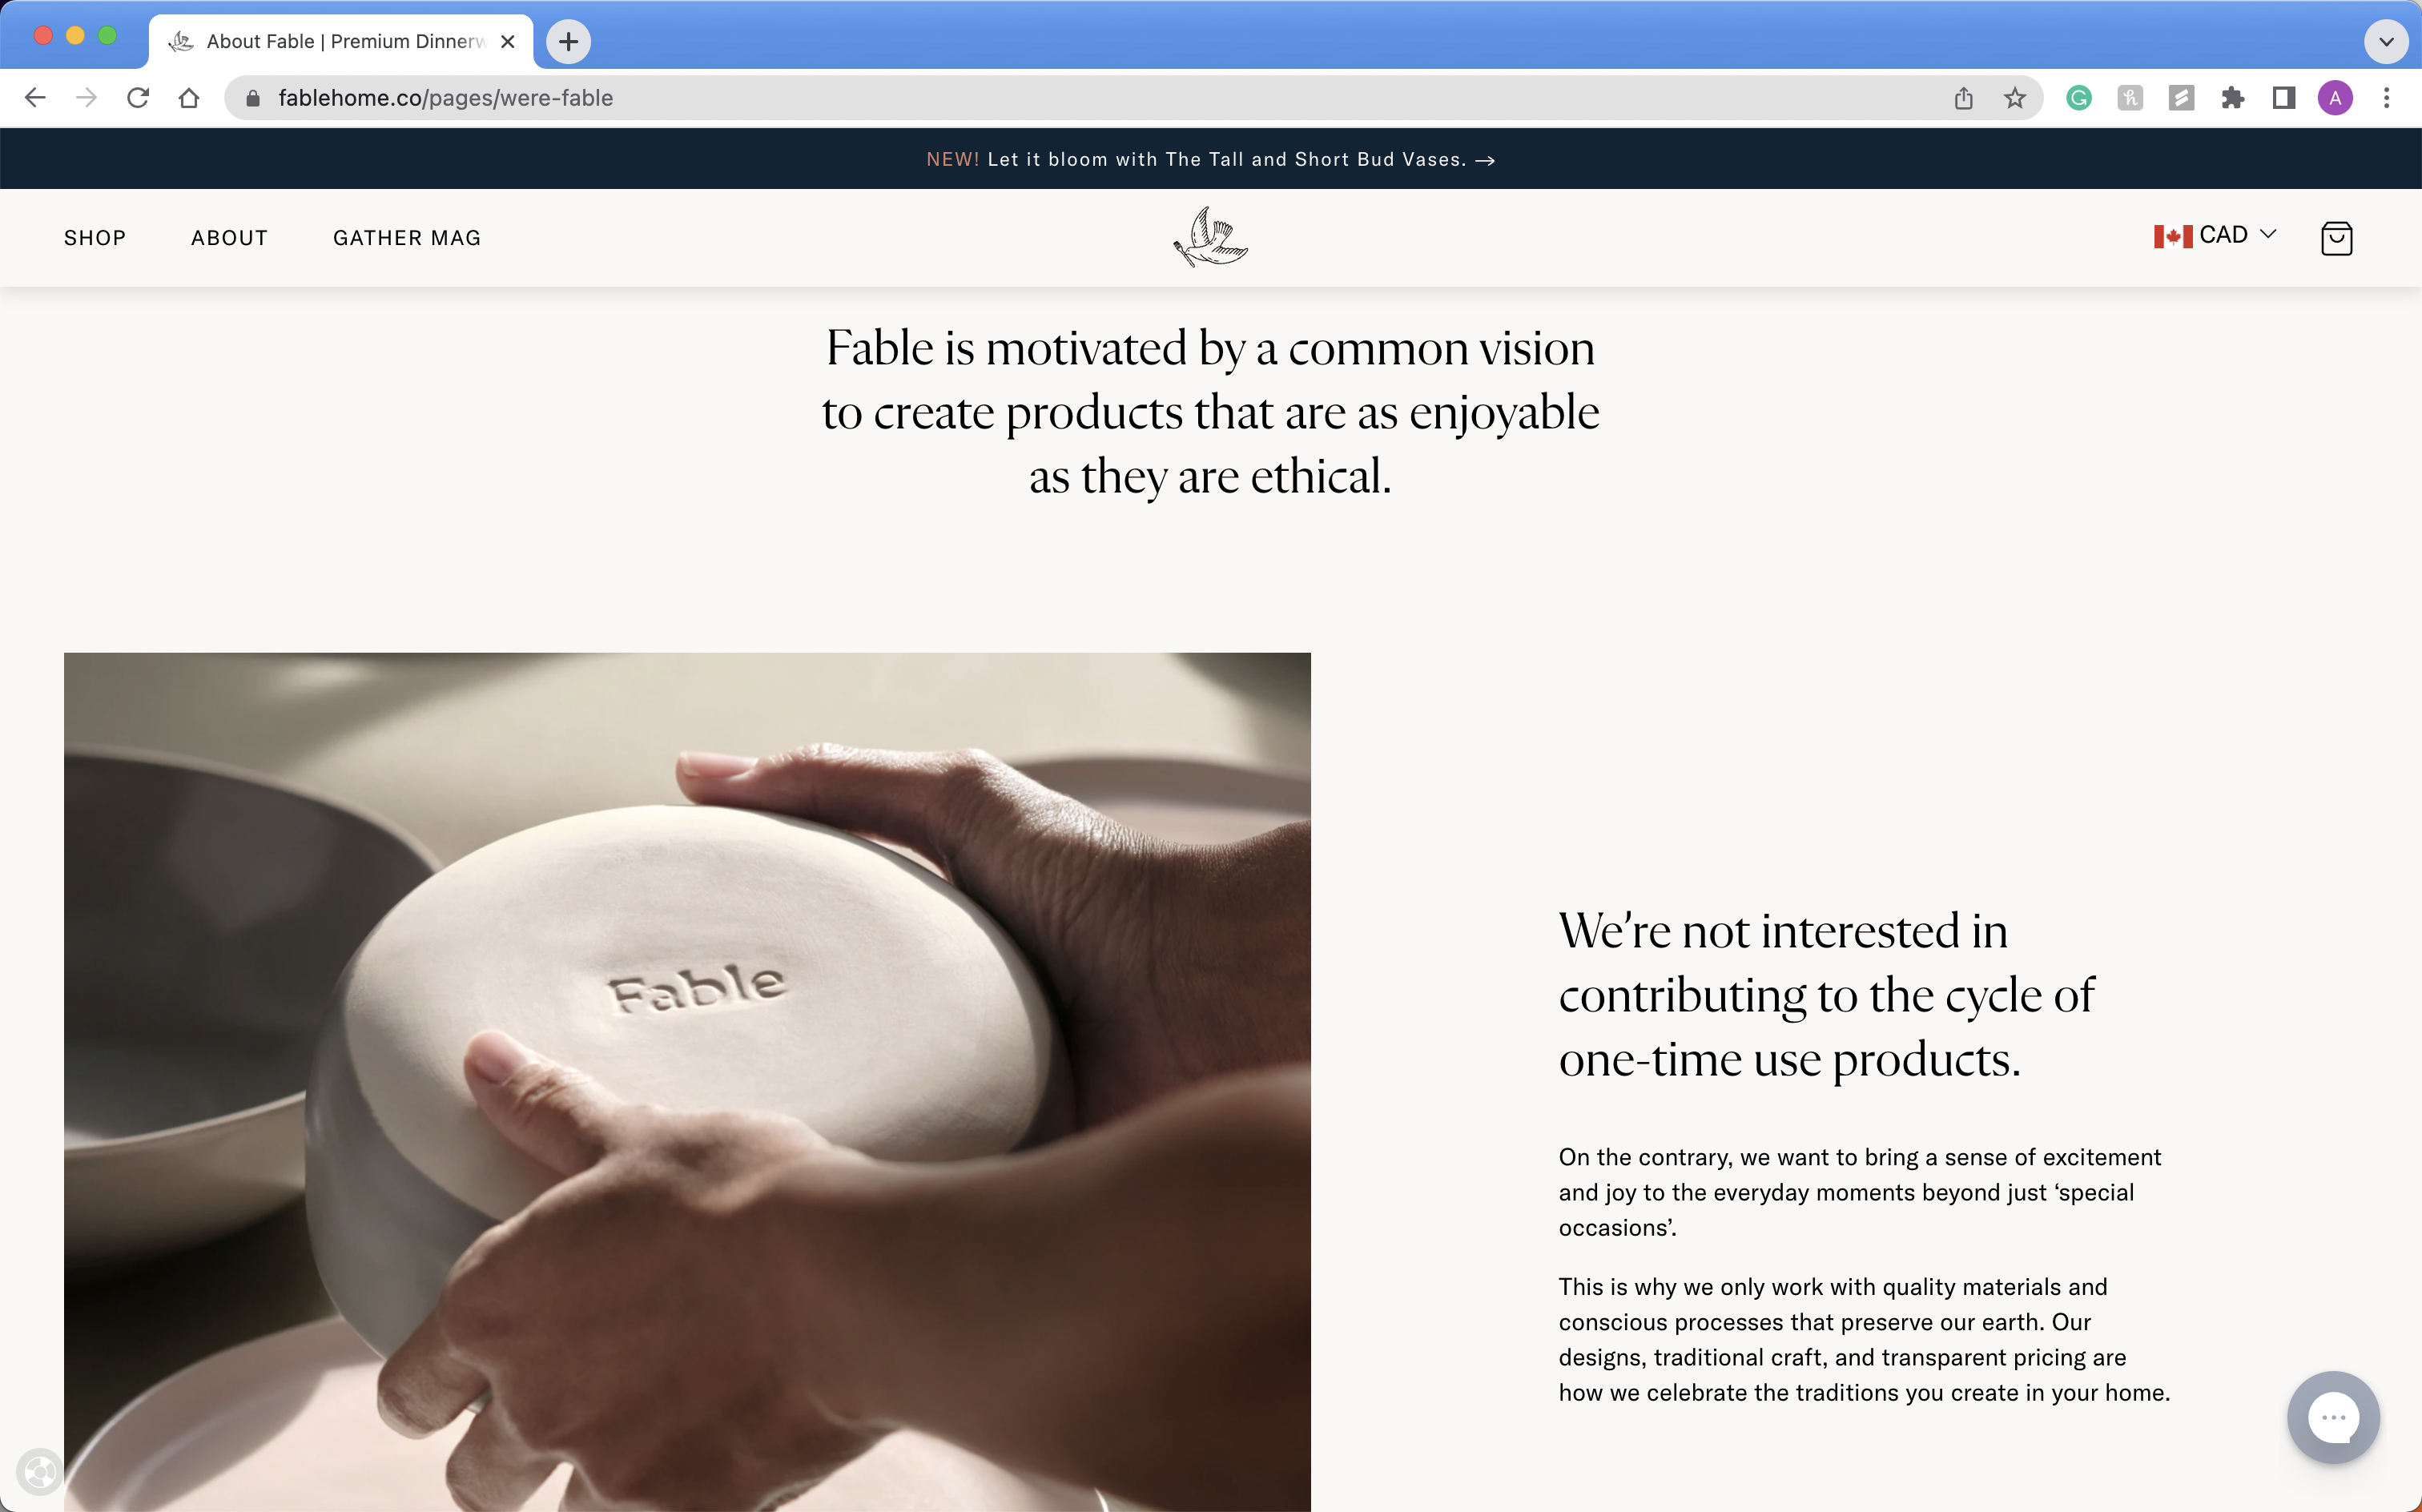 About Fable | Premium Dinnerw
fablehome.co/pages/were-fable
A
NEW! Let it bloom with The Tall and Short Bud Vases. →
SHOP
ABOUT
GATHER MAG
CAD
Fable is motivated by a common vision
to create products that are as enjoyable
as they are ethical.
Fable
We’re not interested in
contributing to the cycle of
one-time use products.
On the contrary, we want to bring a sense of excitement
and joy to the everyday moments beyond just ‘special
occasions’.
This is why we only work with quality materials and
conscious processes that preserve our earth. Our
designs, traditional craft, and transparent pricing are
how we celebrate the traditions you create in your home.